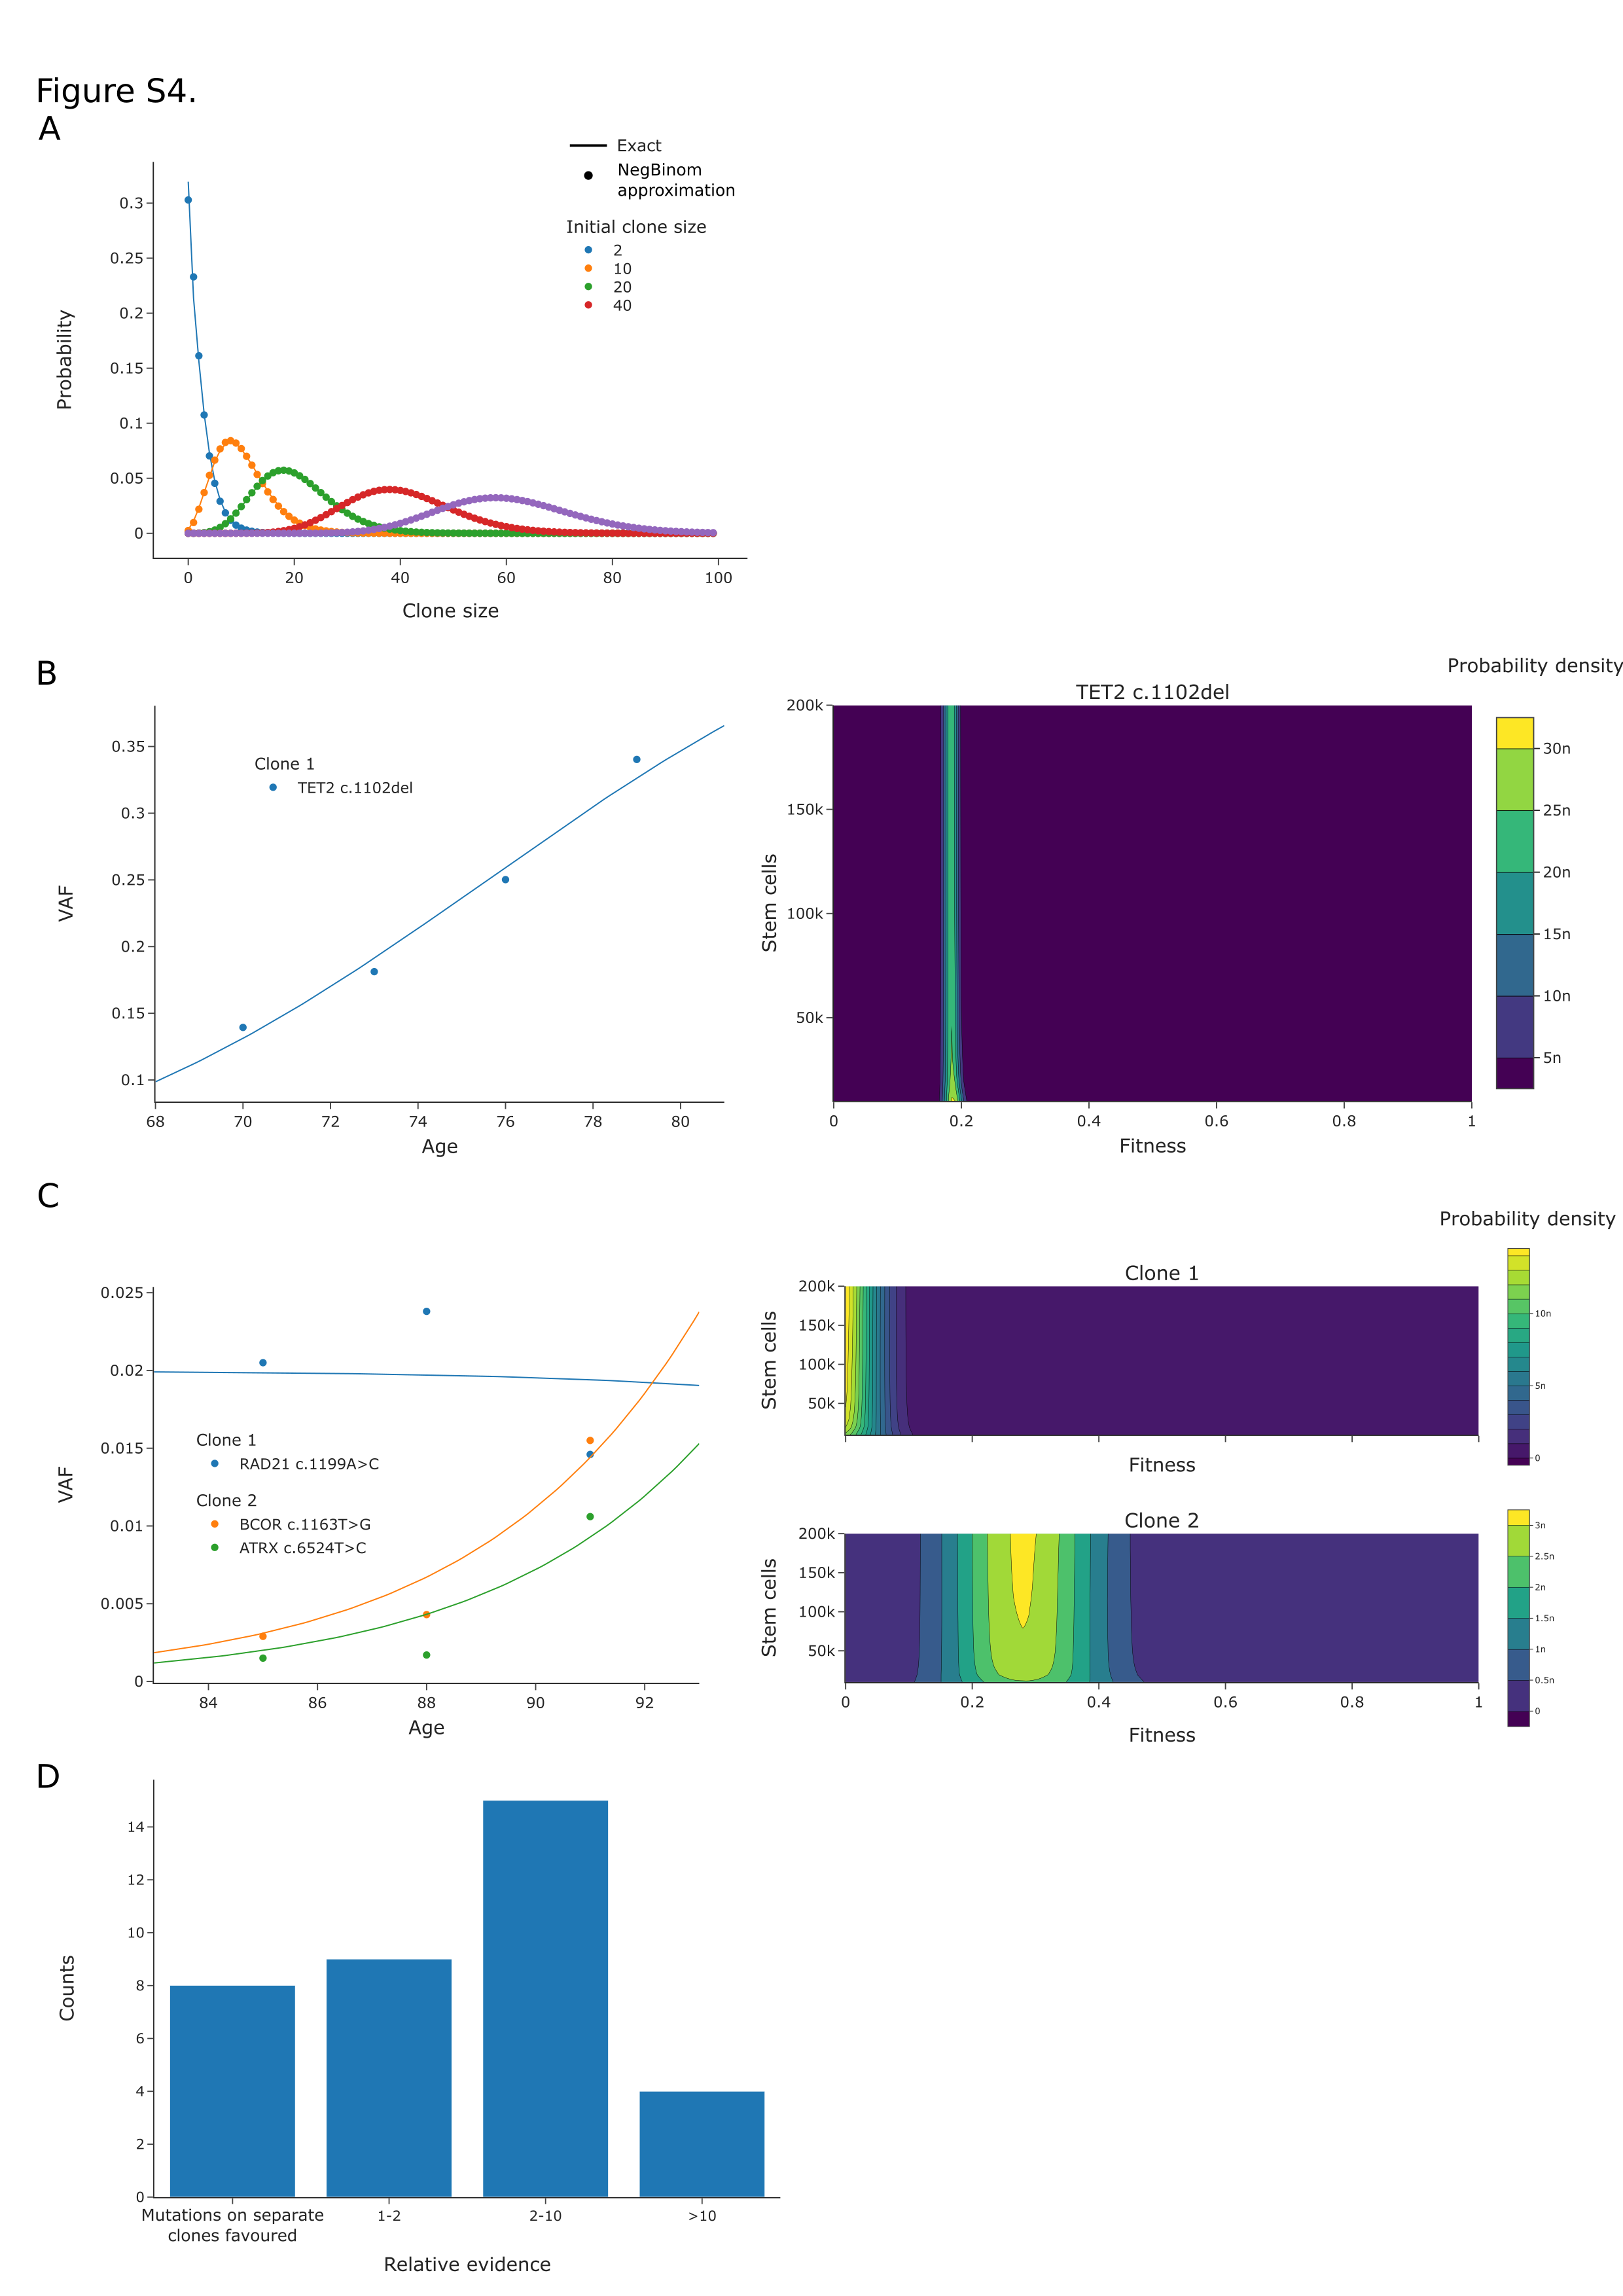 Figure S4.
A
Exact
NegBinom
approximation
Initial clone size
2
10
20
40
0.3
0.25
0.2
0.15
0.1
0.05
0
Probability
0 20 40 60 80 100
Clone size
B
Clone 1
TET2 c.1102del
0.35
0.3
0.25
0.2
0.15
0.1
VAF
68 70 72 74 76 78 80
Age
TET2 c.1102del
200k
150k
100k
50k
Stem cells
0 0.2 0.4 0.6 0.8 1
Fitness
Probability density
30n
25n
20n
15n
10n
5n
C
0.025
0.02
0.015
0.01
0.005
0
VAF
Clone 1
RAD21 c.1199A>C
Clone 2
BCOR c.1163T>G
ATRX c.6524T>C
84 86 88 90 92
Age
Probability density
Clone 1
200k
150k
100k
50k
Stem cells
Fitness
10n
5n
0
Clone 2
200k
150k
100k
50k
Stem cells
0 0.2 0.4 0.6 0.8 1
Fitness
3n
2.5n
2n
1.5n
1n
0.5n
0
D
14
12
10
8
6
4
2
0
Counts
Mutations on separate
clones favoured
1-2
2-10
>10
Relative evidence